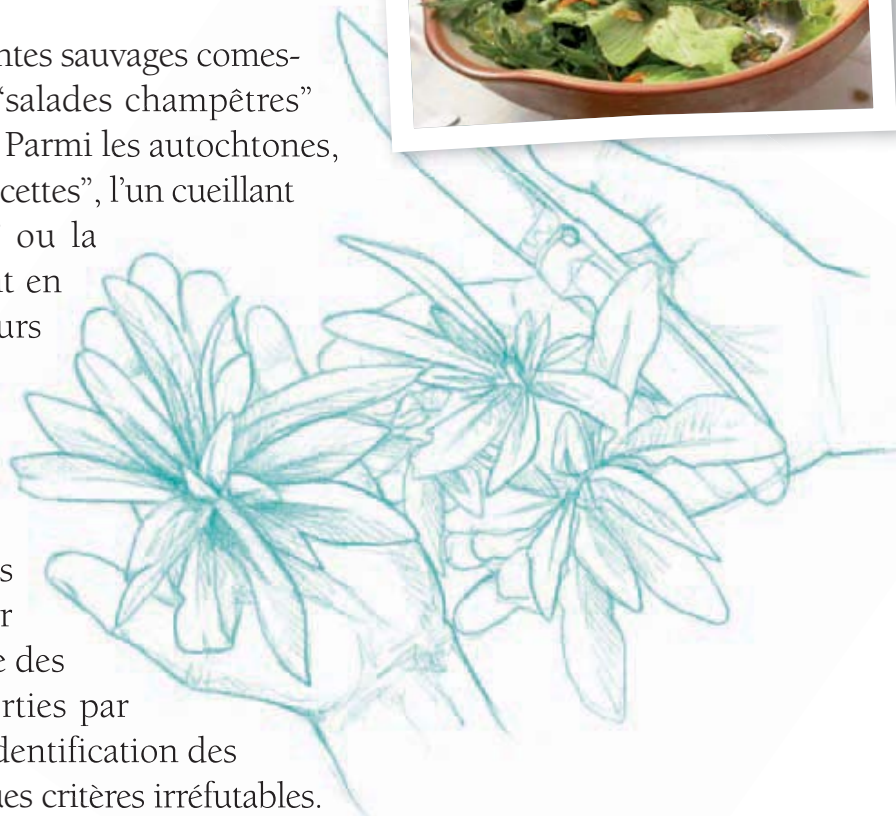 ntes sauvages comes-
“salades champêtres”
Parmi les autochtones,
cettes”, l’un cueillant
ou la
t en
urs
s
r
e des
rties par
dentification des
ues critères irréfutables.